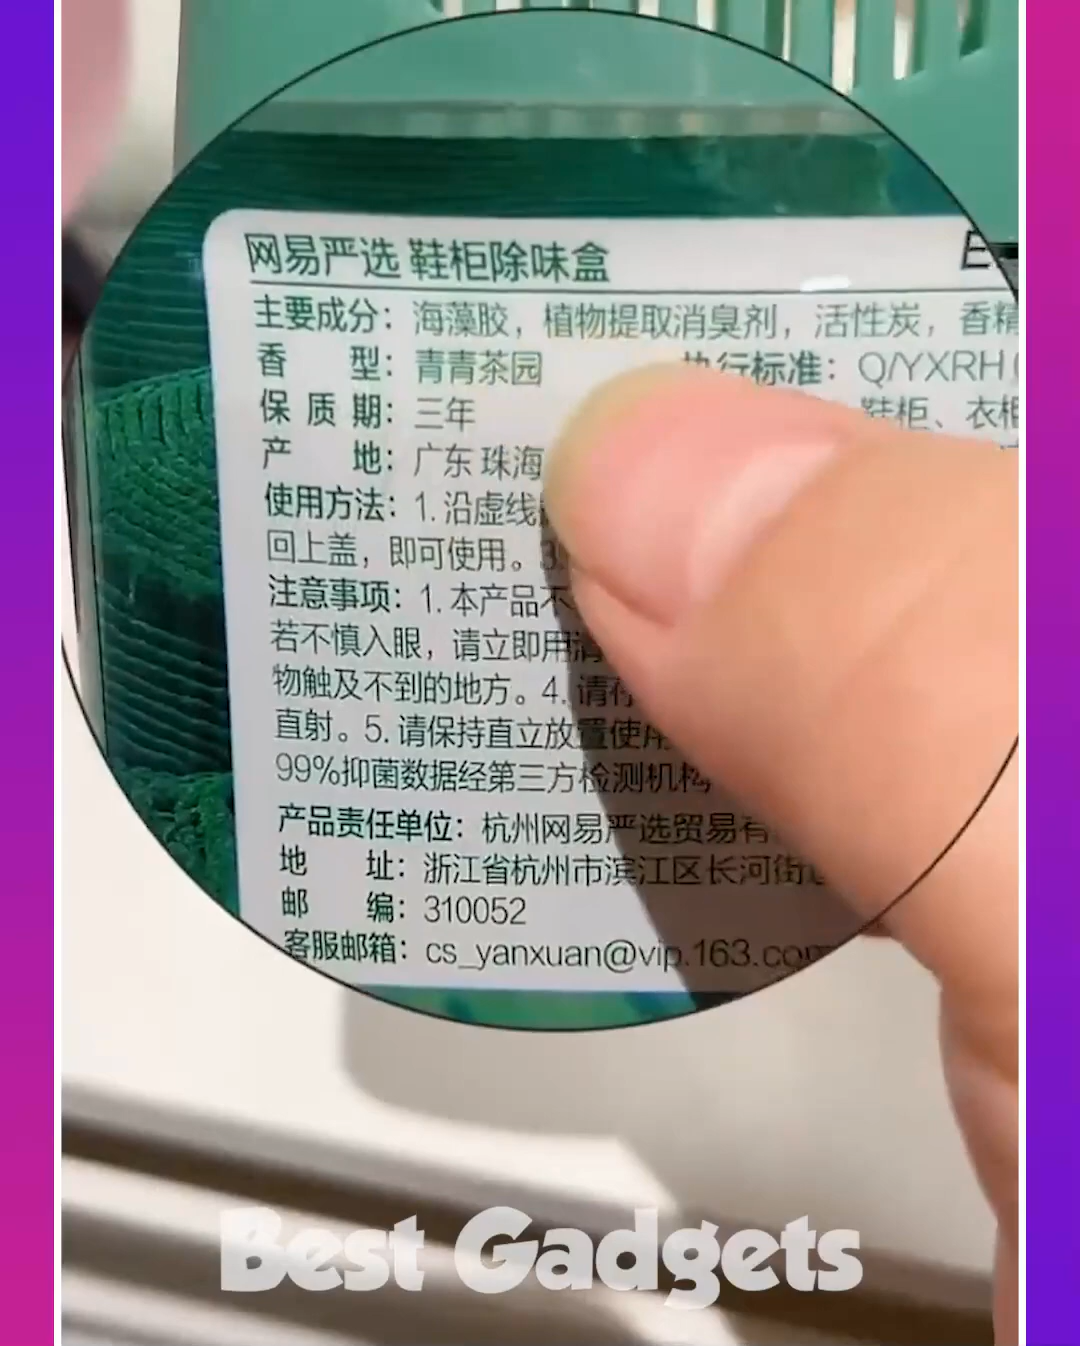 网易严选 鞋柜除味盒 E
主要成分：海藻胶，植物提取消臭剂，活性炭，香精
香 型：青青茶园 执行标准：Q/YXRH
保 质 期：三年 鞋柜、衣柜
产 地：广东 珠海
使用方法：1. 沿虚线
回上盖，即可使用。3.
注意事项：1. 本产品不
若不慎入眼，请立即用清
物触及不到的地方。4. 请存
直射。5. 请保持直立放置使用
99%抑菌数据经第三方检测机构
产品责任单位：杭州网易严选贸易有
地 址：浙江省杭州市滨江区长河街道
邮 编：310052
客服邮箱：cs_yanxuan@vip.163.com
Best Gadgets